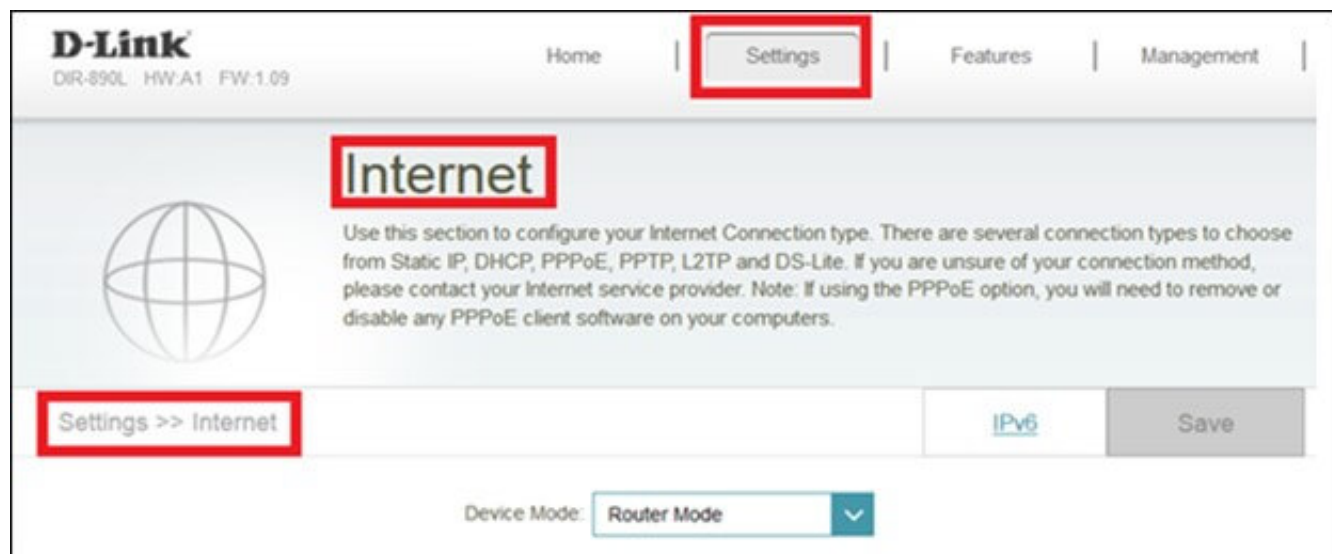 D-Link
DIR-890L HW:A1 FW:1.09
Home | Settings | Features | Management |
Internet
Use this section to configure your Internet Connection type. There are several connection types to choose
from Static IP, DHCP, PPPoE, PPTP, L2TP and DS-Lite. If you are unsure of your connection method,
please contact your Internet service provider. Note: If using the PPPoE option, you will need to remove or
disable any PPPoE client software on your computers.
Settings >> Internet
IPv6
Save
Device Mode: Router Mode